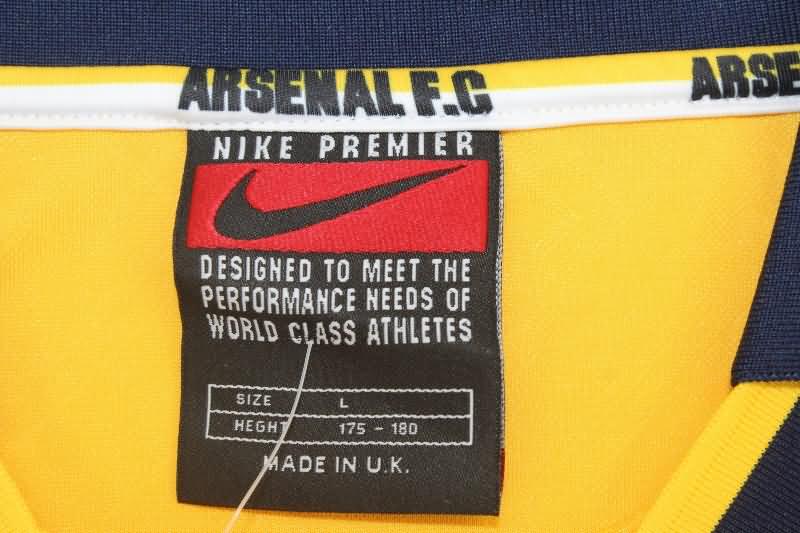 ARSENAL F.C
ARSE
NIKE PREMIER
DESIGNED TO MEET THE
PERFORMANCE NEEDS OF
WORLD CLASS ATHLETES
SIZE L
HEGHT 175 - 180
MADE IN U.K.